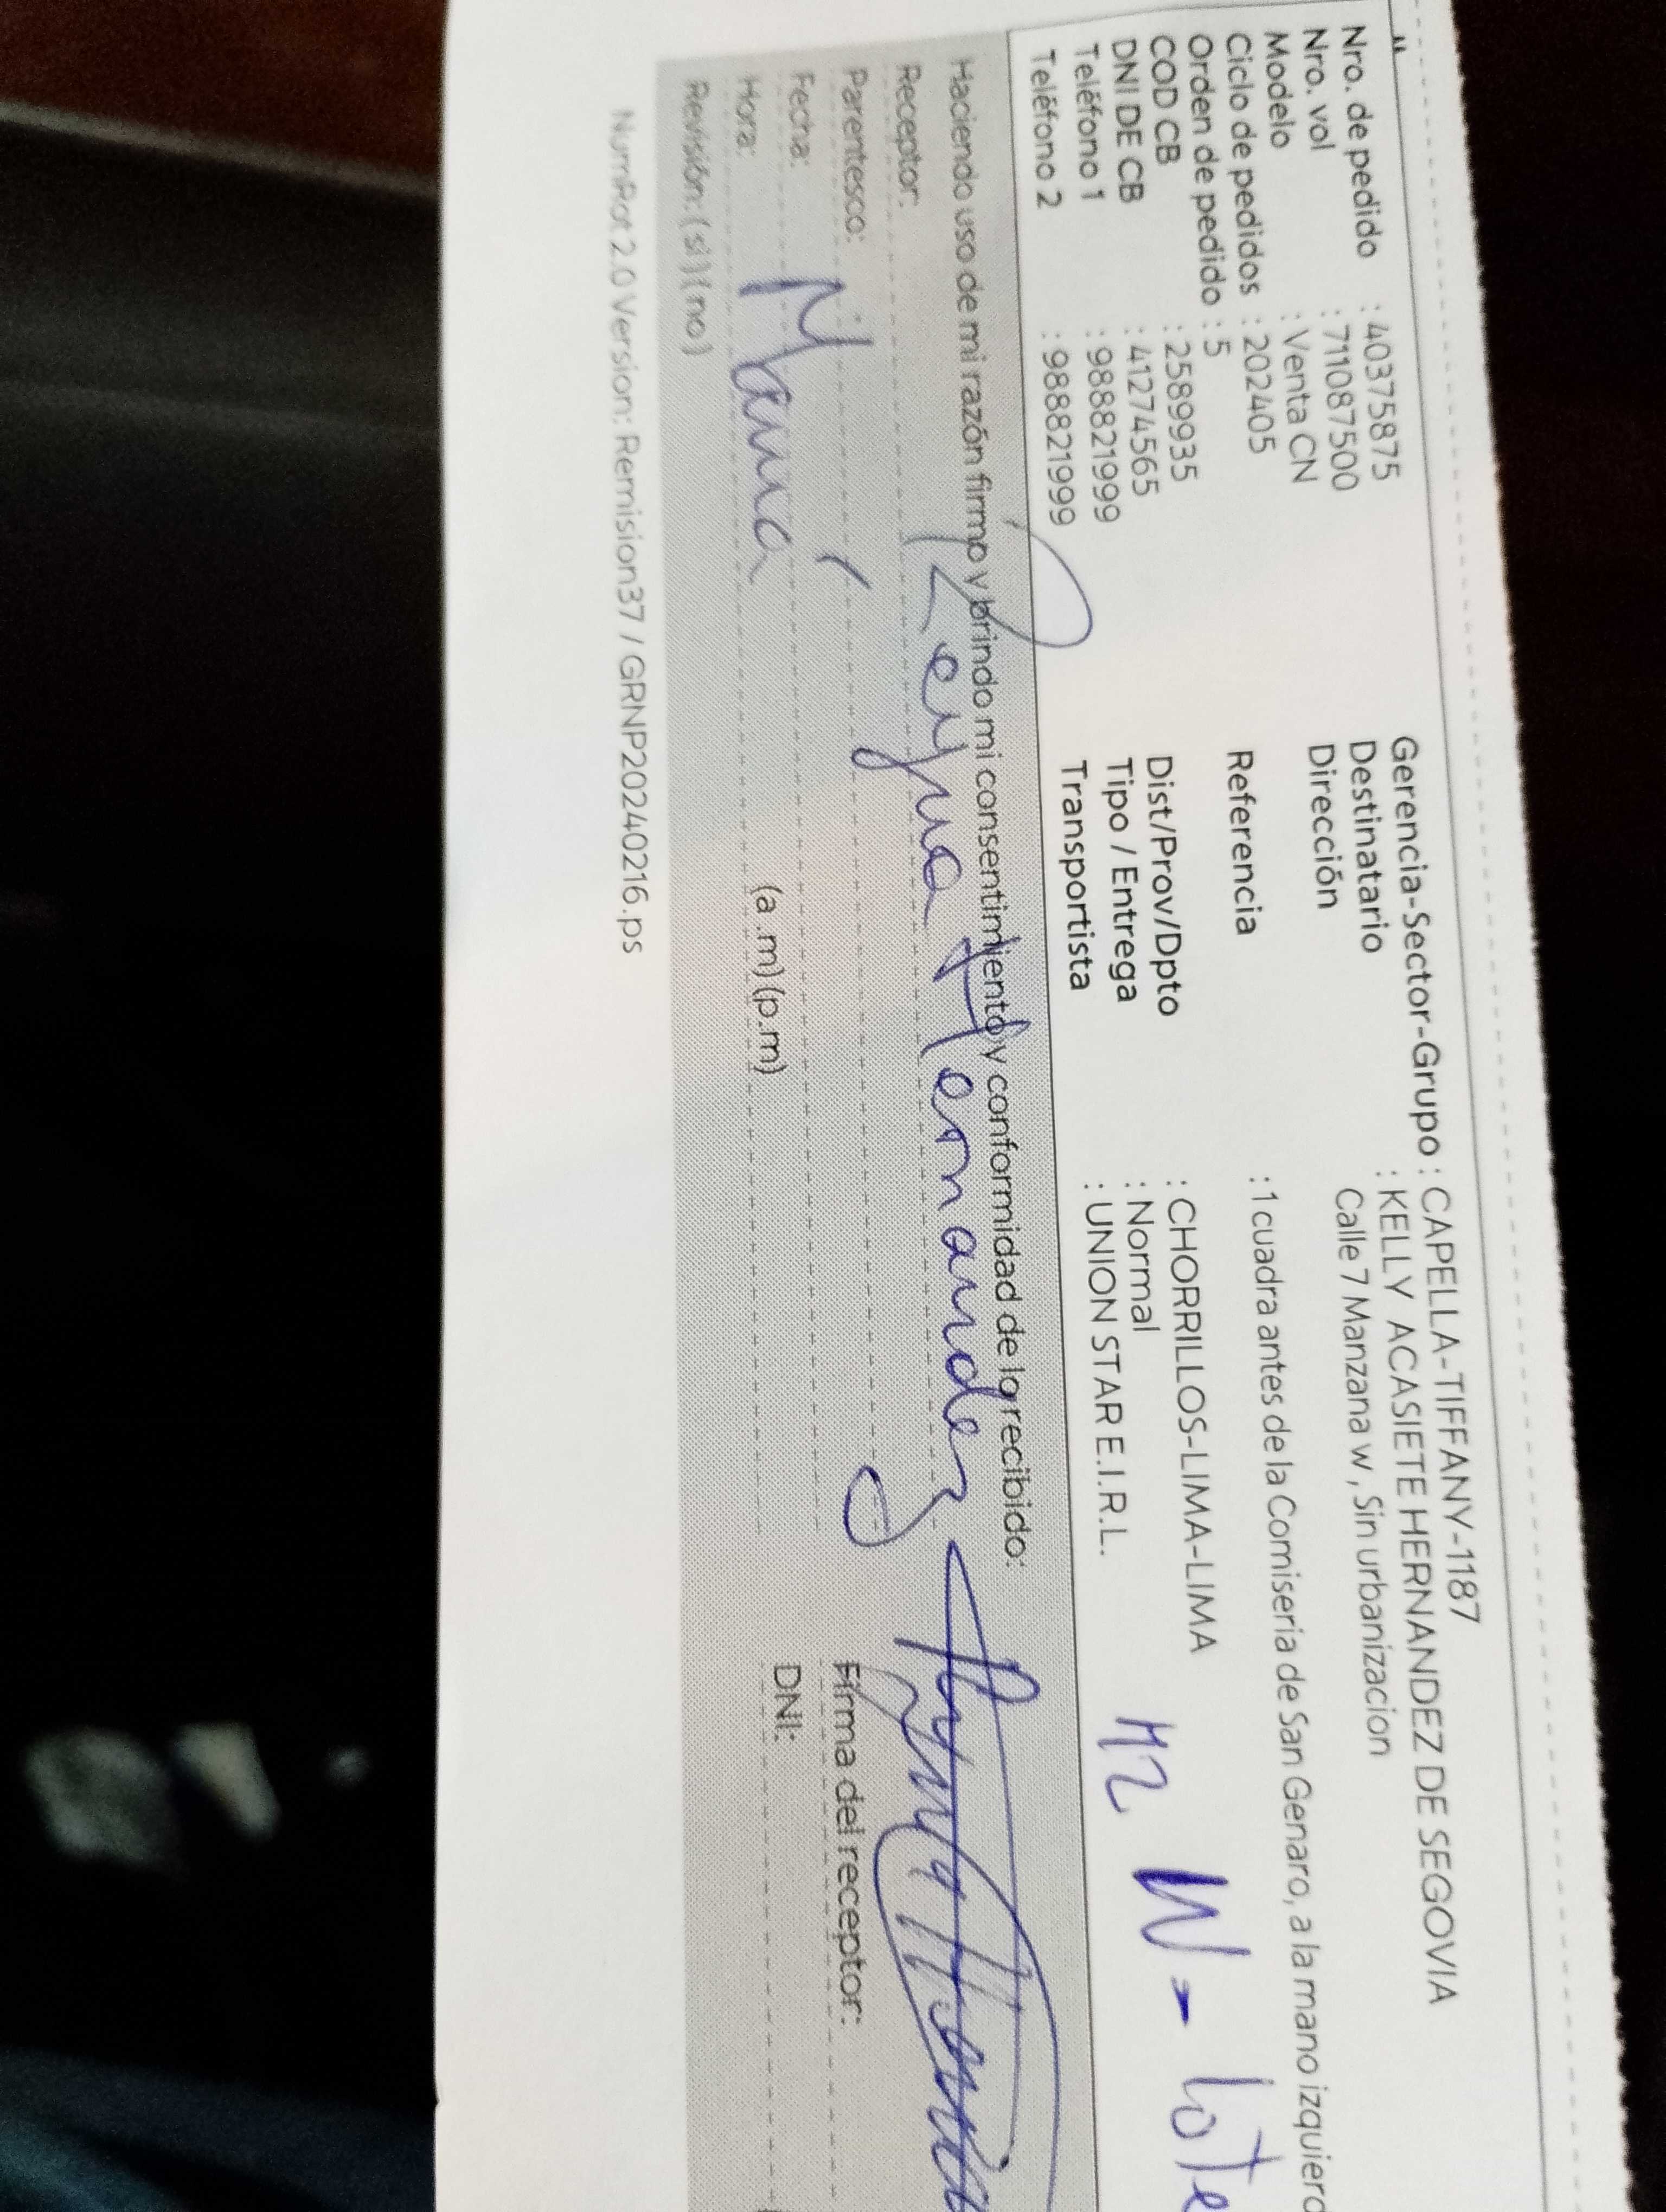 Nro. de pedido : 40375875
Nro. vol : 711087500
Modelo : Venta CN
Ciclo de pedidos : 202405
Orden de pedido : 5
COD CB : 25899935
DNI DE CB : 41274565
Teléfono 1 : 988821999
Teléfono 2 : 988821999
Gerencia-Sector-Grupo : CAPELLA-TIFFANY-1187
Destinatario : KELLY ACASIETE HERNANDEZ DE SEGOVIA
Dirección Calle 7 Manzana w , Sin urbanizacion
Referencia : 1 cuadra antes de la Comiseria de San Genaro, a la mano izquierd
Dist/Prov/Dpto : CHORRILLOS-LIMA-LIMA
Tipo / Entrega : Normal
Transportista : UNION STAR E.I.R.L.
MZ W - Lote
Haciendo uso de mi razón firmo y brindo mi consentimiento y conformidad de lo recibido:
Receptor: Reyna Hernandez
Parentesco:
Firma del receptor:
Fecha: Mamá
DNI:
Hora: (a .m) (p.m)
Revisión: ( si ) ( no )
NumRot 2.0 Version: Remision37 / GRNP20240216.ps